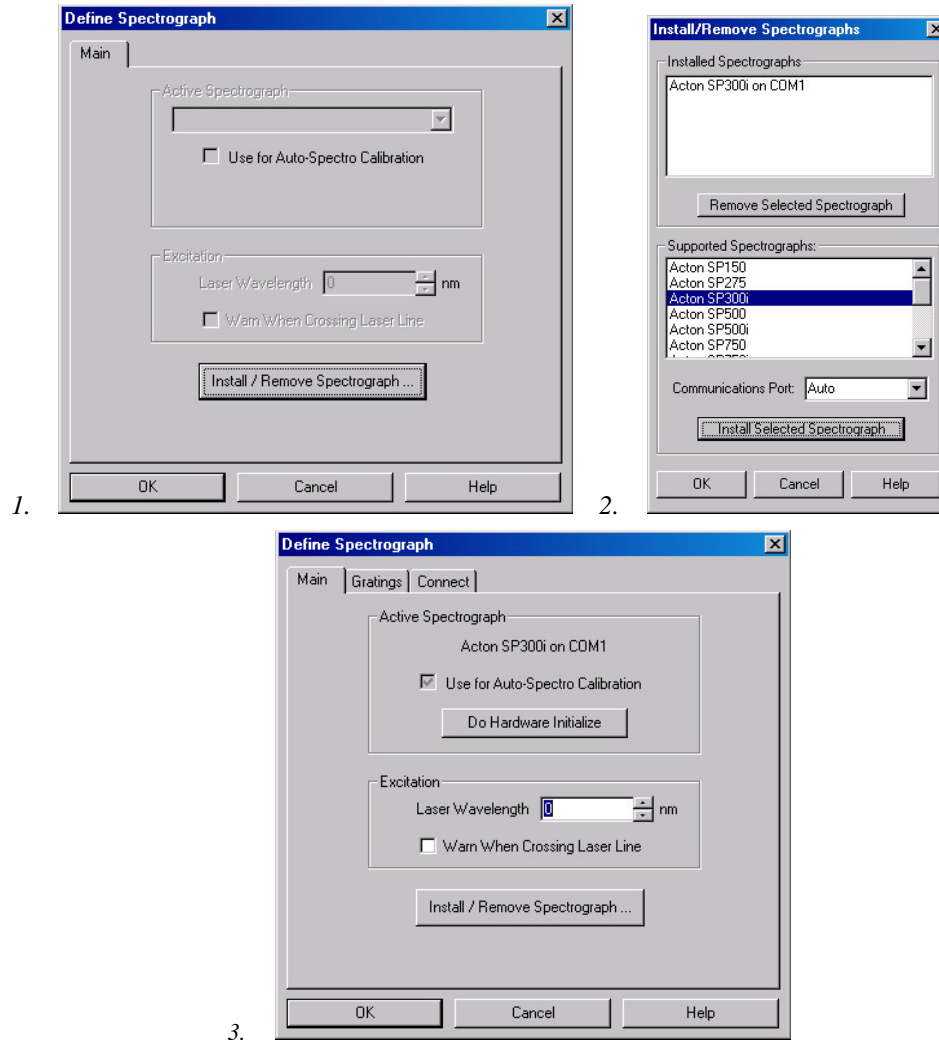 Define Spectrograph
Main
Active Spectrograph
Use for Auto-Spectro Calibration
Excitation
Laser Wavelength 0 nm
Warn When Crossing Laser Line
Install / Remove Spectrograph ...
OK Cancel Help
1.
Install/Remove Spectrographs
Installed Spectrographs
Acton SP300i on COM1
Remove Selected Spectrograph
Supported Spectrographs:
Acton SP150
Acton SP275
Acton SP300i
Acton SP500
Acton SP500i
Acton SP750
Communications Port: Auto
Install Selected Spectrograph
OK Cancel Help
2.
Define Spectrograph
Main Gratings Connect
Active Spectrograph
Acton SP300i on COM1
Use for Auto-Spectro Calibration
Do Hardware Initialize
Excitation
Laser Wavelength 0 nm
Warn When Crossing Laser Line
Install / Remove Spectrograph ...
OK Cancel Help
3.